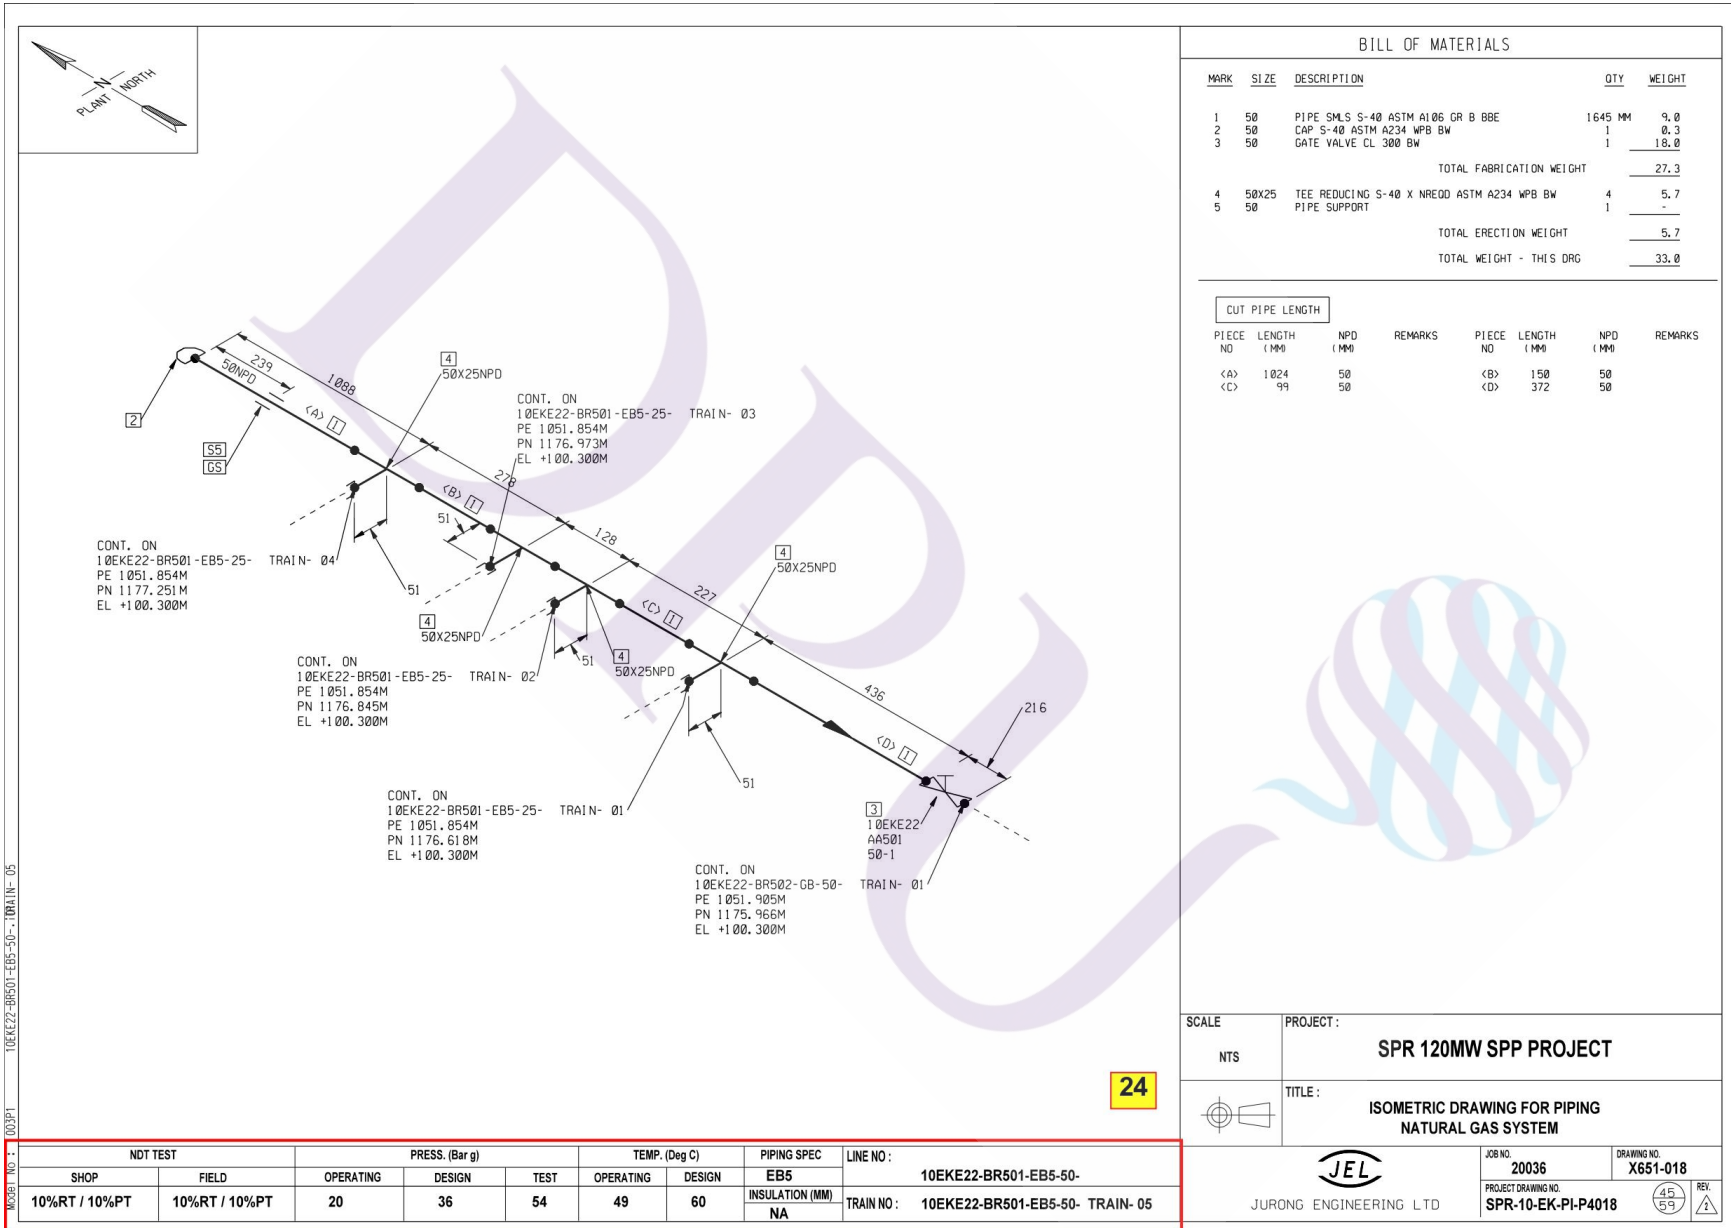 N
PLANT NORTH
BILL OF MATERIALS
MARK SIZE DESCRIPTION QTY WEIGHT
1 50 PIPE SMLS S-40 ASTM A106 GR B BBE 1645 MM 9.0
2 50 CAP S-40 ASTM A234 WPB BW 1 0.3
3 50 GATE VALVE CL 300 BW 1 18.0
TOTAL FABRICATION WEIGHT 27.3
4 50X25 TEE REDUCING S-40 X NREQD ASTM A234 WPB BW 4 5.7
5 50 PIPE SUPPORT 1 -
TOTAL ERECTION WEIGHT 5.7
TOTAL WEIGHT - THIS DRG 33.0
CUT PIPE LENGTH
PIECE LENGTH NPD REMARKS PIECE LENGTH NPD REMARKS
NO (MM) (MM) NO (MM) (MM)
<A> 1024 50 <B> 150 50
<C> 99 50 <D> 372 50
239
50NPD
1088
2
S5
GS
<A> 1
4
50X25NPD
CONT. ON
10EKE22-BR501-EB5-25- TRAIN- 03
PE 1051.854M
PN 1176.973M
EL +100.300M
278
<B> 1
51
128
4
50X25NPD
CONT. ON
10EKE22-BR501-EB5-25- TRAIN- 04
PE 1051.854M
PN 1177.251M
EL +100.300M
51
227
<C> 1
4
50X25NPD
51
4
50X25NPD
CONT. ON
10EKE22-BR501-EB5-25- TRAIN- 02
PE 1051.854M
PN 1176.845M
EL +100.300M
436
216
<D> 1
51
CONT. ON
10EKE22-BR501-EB5-25- TRAIN- 01
PE 1051.854M
PN 1176.618M
EL +100.300M
3
10EKE22
AA501
50-1
CONT. ON
10EKE22-BR502-GB-50- TRAIN- 01
PE 1051.905M
PN 1175.966M
EL +100.300M
DPU
24
SCALE
NTS
PROJECT :
SPR 120MW SPP PROJECT
TITLE :
ISOMETRIC DRAWING FOR PIPING
NATURAL GAS SYSTEM
JEL
JURONG ENGINEERING LTD
JOB NO.
20036
DRAWING NO.
X651-018
PROJECT DRAWING NO.
SPR-10-EK-PI-P4018
45
59
REV.
2
NDT TEST PRESS. (Bar g) TEMP. (Deg C) PIPING SPEC LINE NO :
SHOP FIELD OPERATING DESIGN TEST OPERATING DESIGN EB5 10EKE22-BR501-EB5-50-
10%RT / 10%PT 10%RT / 10%PT 20 36 54 49 60 INSULATION (MM) NA
TRAIN NO : 10EKE22-BR501-EB5-50- TRAIN- 05
Model No : 003P1